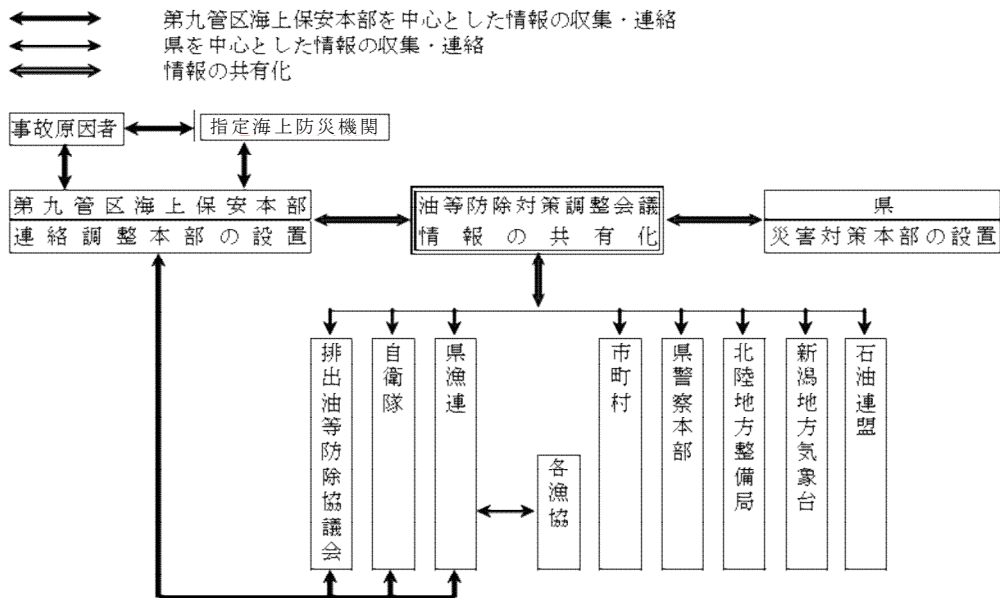 第九管区海上保安本部を中心とした情報の収集・連絡
県を中心とした情報の収集・連絡
情報の共有化
事故原因者
指定海上防災機関
第九管区海上保安本部
連絡調整本部の設置
油等防除対策調整会議
情報の共有化
県
災害対策本部の設置
排出油等防除協議会
自衛隊
県漁連
各漁協
市町村
県警察本部
北陸地方整備局
新潟地方気象台
石油連盟